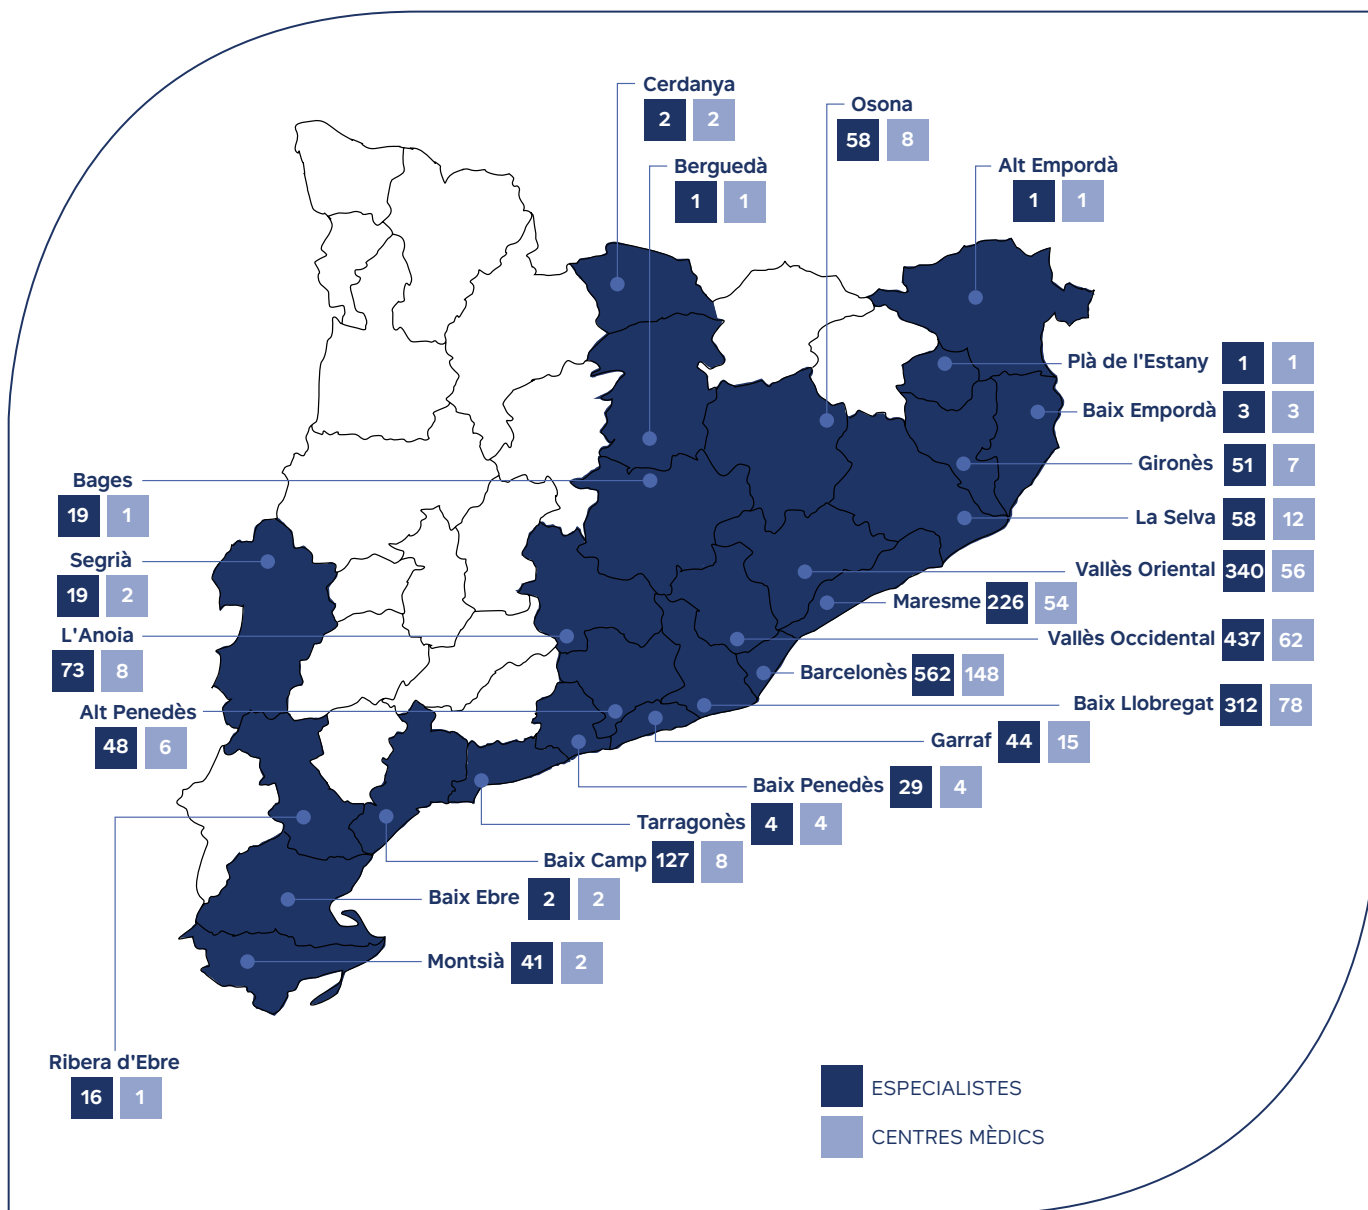 Cerdanya
2 2
Osona
58 8
Berguedà
1 1
Alt Empordà
1 1
Plà de l'Estany 1 1
Baix Empordà 3 3
Gironès 51 7
La Selva 58 12
Vallès Oriental 340 56
Maresme 226 54
Vallès Occidental 437 62
Barcelonès 562 148
Baix Llobregat 312 78
Garraf 44 15
Baix Penedès 29 4
Tarragonès 4 4
Baix Camp 127 8
Baix Ebre 2 2
Montsià 41 2
Bages
19 1
Segrià
19 2
L'Anoia
73 8
Alt Penedès
48 6
Ribera d'Ebre
16 1
ESPECIALISTES
CENTRES MÈDICS